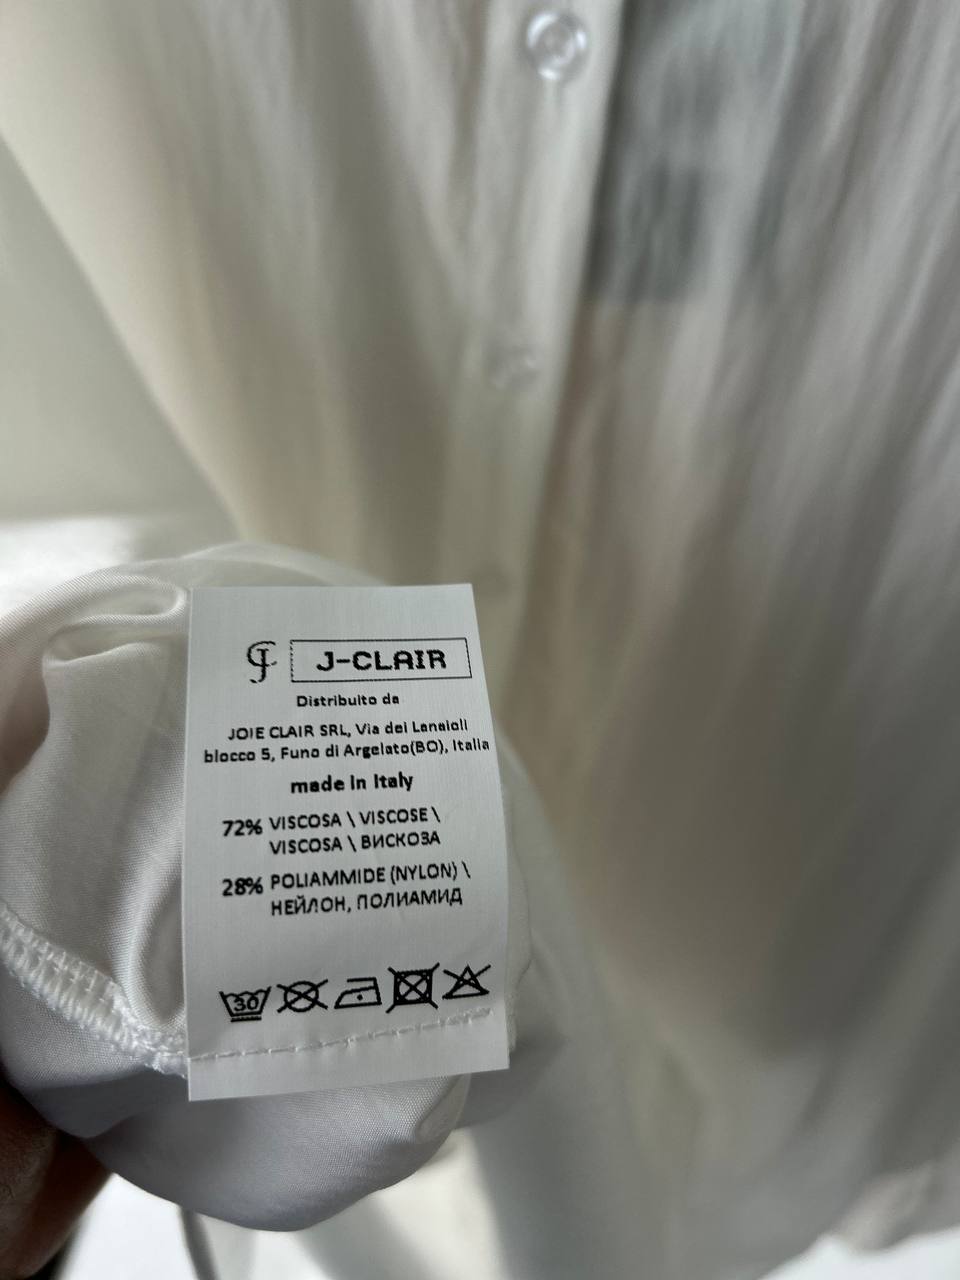 J-CLAIR
Distribuito da
JOIE CLAIR SRL, Via dei Lanaioli
blocco 5, Funo di Argelato(BO), Italia
made in Italy
72% VISCOSA \ VISCOSE \
VISCOSA \ ВИСКОЗА
28% POLIAMMIDE (NYLON) \
НЕЙЛОН, ПОЛИАМИД
30